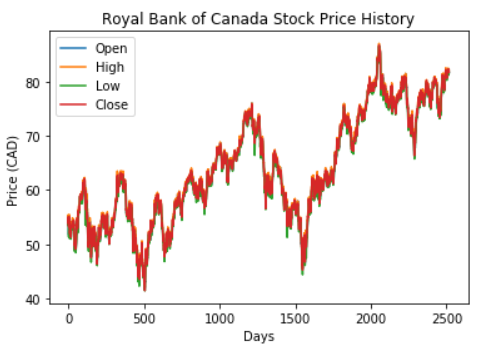 Royal Bank of Canada Stock Price History
Open
High
Low
Close
Price (CAD)
80
70
60
50
40
0 500 1000 1500 2000 2500
Days